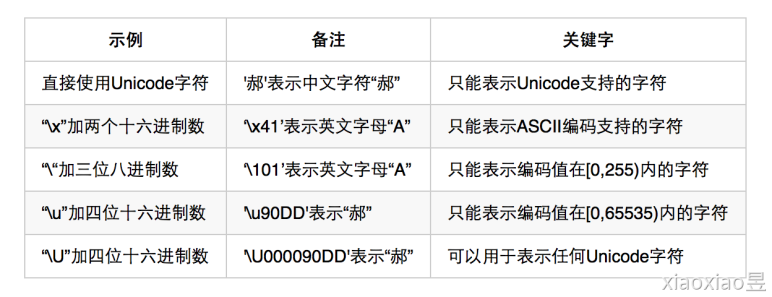 示例 备注 关键字
直接使用Unicode字符 '郝'表示中文字符“郝” 只能表示Unicode支持的字符
“\x”加两个十六进制数 '\x41’表示英文字母“A” 只能表示ASCII编码支持的字符
“\“加三位八进制数 '\101’表示英文字母“A” 只能表示编码值在[0,255)内的字符
“\u”加四位十六进制数 '\u90DD'表示“郝” 只能表示编码值在[0,65535)内的字符
“\U”加四位十六进制数 '\U000090DD'表示“郝” 可以用于表示任何Unicode字符
xiaoxiao昱